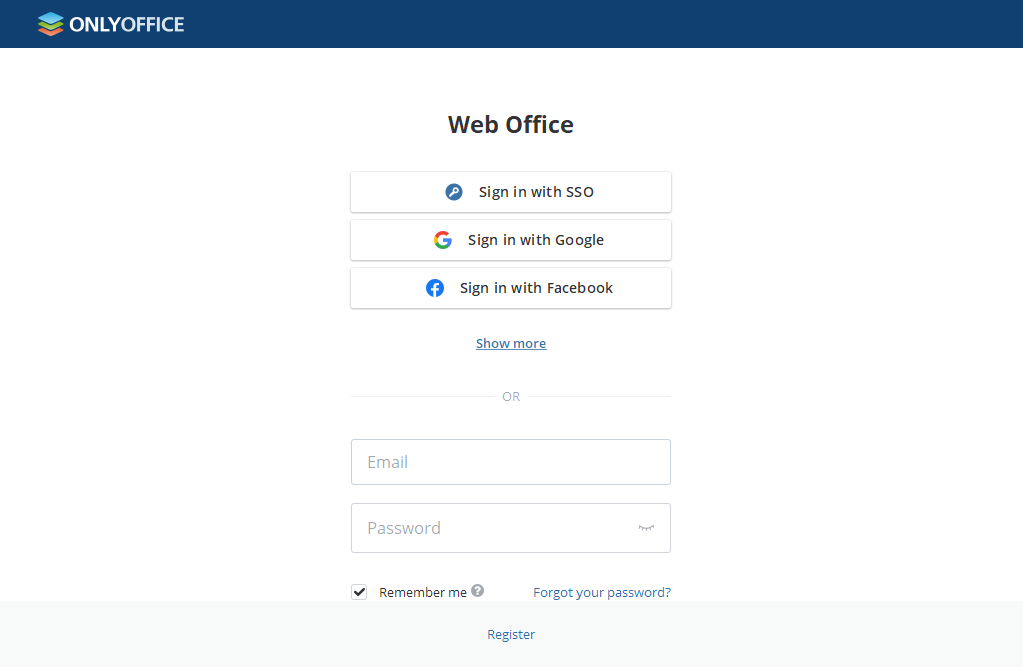 ONLYOFFICE
Web Office
Sign in with SSO
Sign in with Google
Sign in with Facebook
Show more
OR
Email
Password
Remember me ?
Forgot your password?
Register